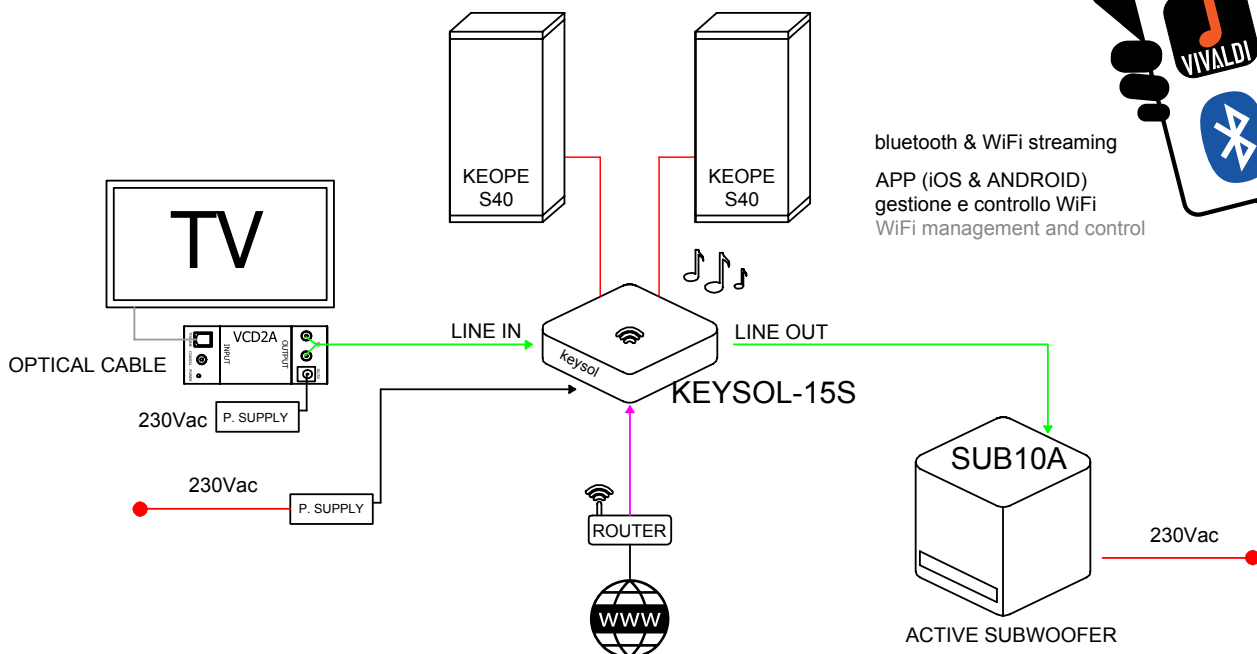 VIVALDI
KEOPE
S40
KEOPE
S40
bluetooth & WiFi streaming
APP (iOS & ANDROID)
gestione e controllo WiFi
WiFi management and control
TV
OPTICAL CABLE
VCD2A
INPUT
OUTPUT
COAXIAL
POWER
LINE IN
LINE OUT
keysol
KEYSOL-15S
230Vac
P. SUPPLY
230Vac
P. SUPPLY
ROUTER
WWW
SUB10A
230Vac
ACTIVE SUBWOOFER